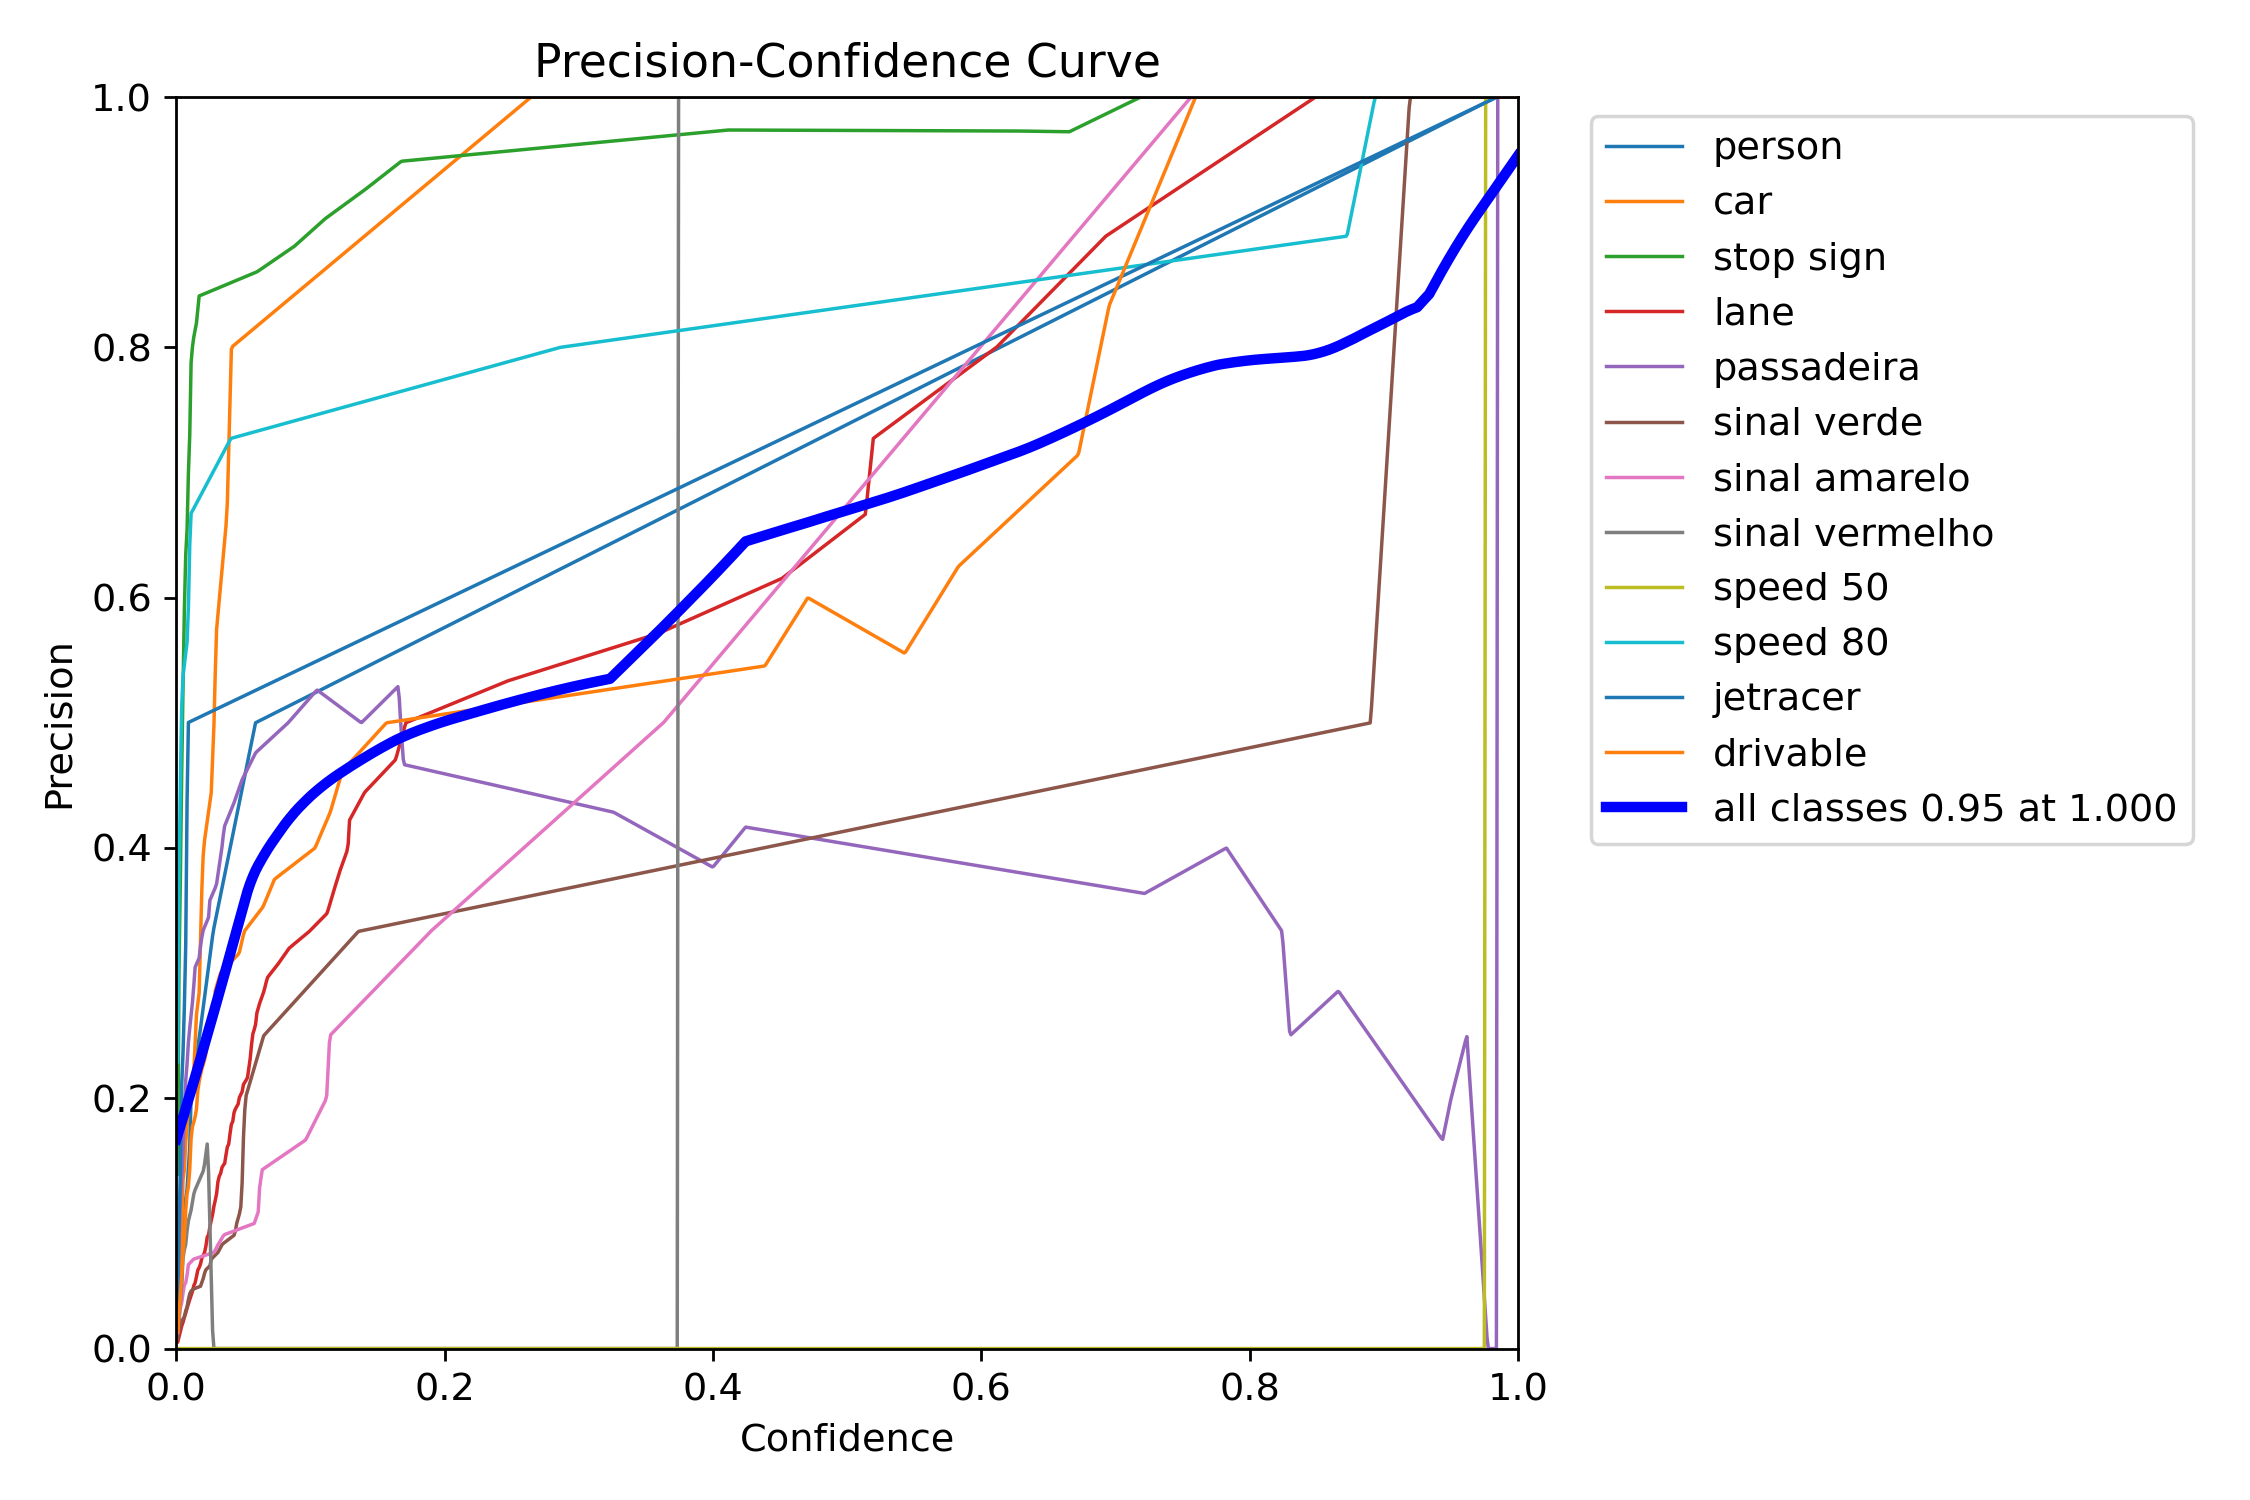 Precision-Confidence Curve
1.0
0.8
0.6
0.4
0.2
0.0
Precision
0.0 0.2 0.4 0.6 0.8 1.0
Confidence
person
car
stop sign
lane
passadeira
sinal verde
sinal amarelo
sinal vermelho
speed 50
speed 80
jetracer
drivable
all classes 0.95 at 1.000